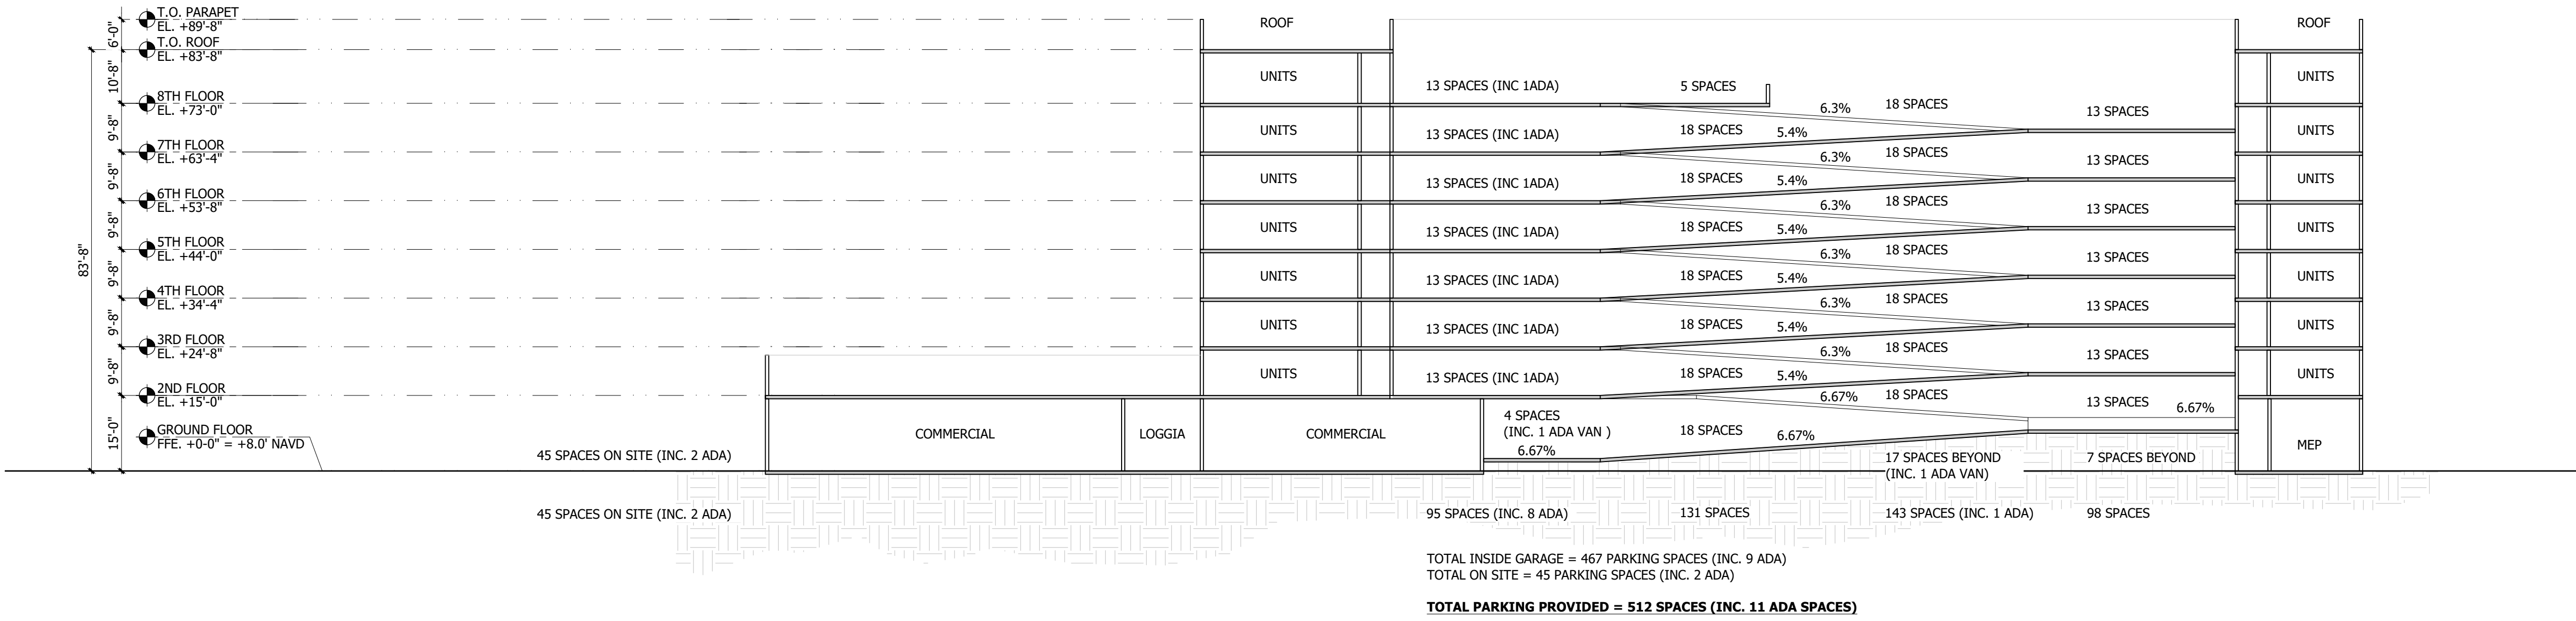 T.O. PARAPET
EL. +89'-8"
T.O. ROOF
EL. +83'-8"
8TH FLOOR
EL. +73'-0"
7TH FLOOR
EL. +63'-4"
6TH FLOOR
EL. +53'-8"
5TH FLOOR
EL. +44'-0"
4TH FLOOR
EL. +34'-4"
3RD FLOOR
EL. +24'-8"
2ND FLOOR
EL. +15'-0"
GROUND FLOOR
FFE. +0-0" = +8.0' NAVD
6'-0"
10'-8"
9'-8"
9'-8"
9'-8"
9'-8"
9'-8"
9'-8"
15'-0"
83'-8"
ROOF
UNITS
UNITS
UNITS
UNITS
UNITS
UNITS
UNITS
COMMERCIAL
LOGGIA
COMMERCIAL
13 SPACES (INC 1ADA)
13 SPACES (INC 1ADA)
13 SPACES (INC 1ADA)
13 SPACES (INC 1ADA)
13 SPACES (INC 1ADA)
13 SPACES (INC 1ADA)
13 SPACES (INC 1ADA)
4 SPACES
(INC. 1 ADA VAN )
6.67%
5 SPACES
18 SPACES 5.4%
18 SPACES 5.4%
18 SPACES 5.4%
18 SPACES 5.4%
18 SPACES 5.4%
18 SPACES 5.4%
18 SPACES 6.67%
6.3% 18 SPACES
6.3% 18 SPACES
6.3% 18 SPACES
6.3% 18 SPACES
6.3% 18 SPACES
6.3% 18 SPACES
6.67% 18 SPACES
17 SPACES BEYOND
(INC. 1 ADA VAN)
13 SPACES
13 SPACES
13 SPACES
13 SPACES
13 SPACES
13 SPACES
13 SPACES
6.67%
7 SPACES BEYOND
ROOF
UNITS
UNITS
UNITS
UNITS
UNITS
UNITS
UNITS
MEP
45 SPACES ON SITE (INC. 2 ADA)
45 SPACES ON SITE (INC. 2 ADA)
95 SPACES (INC. 8 ADA)
131 SPACES
143 SPACES (INC. 1 ADA)
98 SPACES
TOTAL INSIDE GARAGE = 467 PARKING SPACES (INC. 9 ADA)
TOTAL ON SITE = 45 PARKING SPACES (INC. 2 ADA)
TOTAL PARKING PROVIDED = 512 SPACES (INC. 11 ADA SPACES)